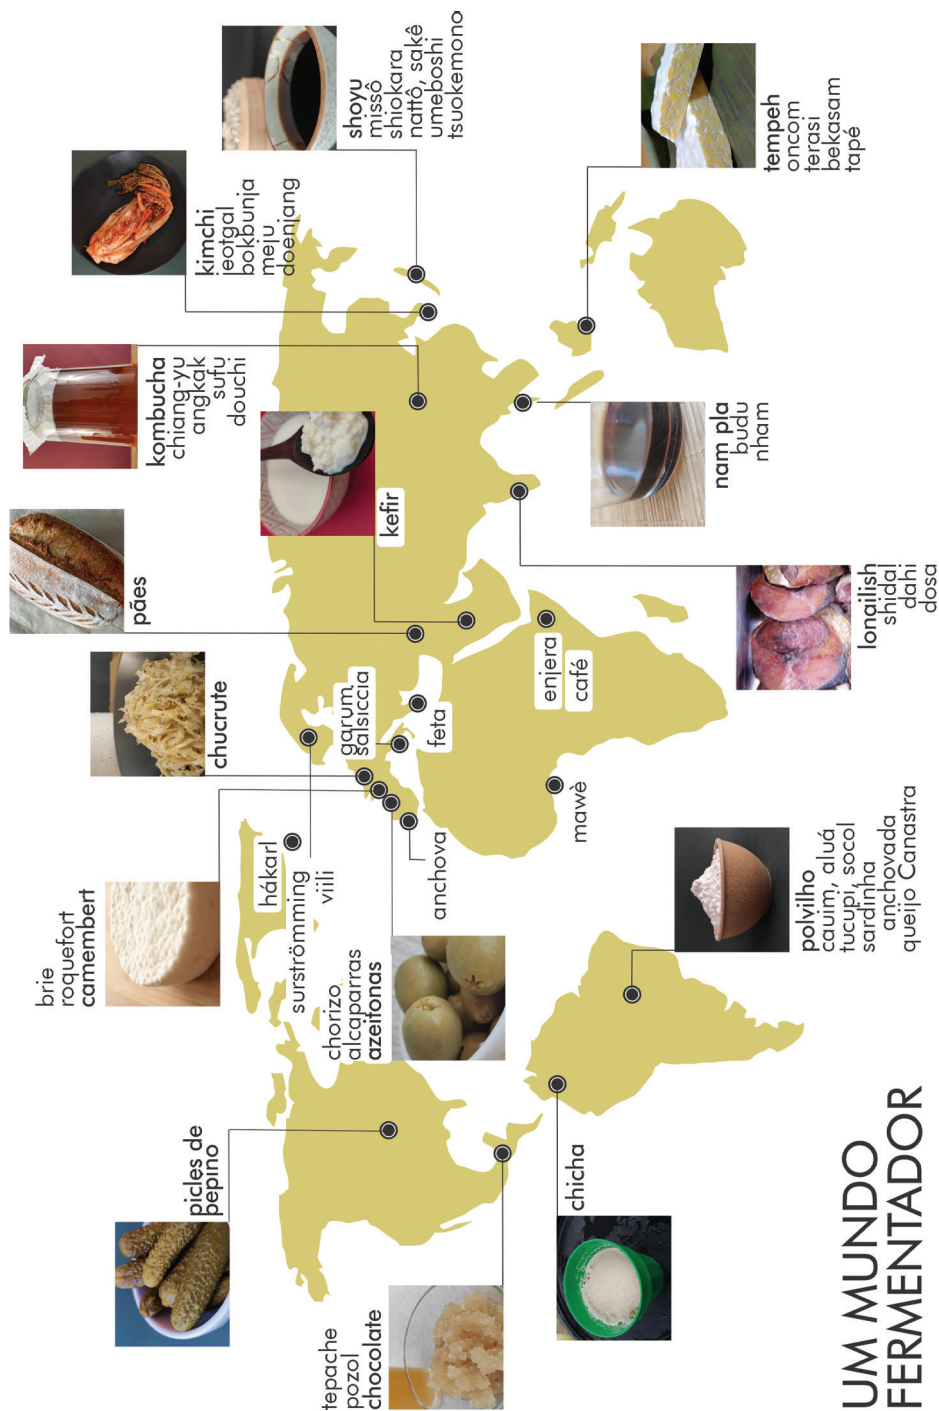 UM MUNDO
FERMENTADOR
picles de
pepino
tepache
pozol
chocolate
chicha
brie
roquefort
camembert
hákarl
surströmming
viili
chorizo
alcaparras
azeitonas
anchova
chucrute
garum
salsiccia
feta
pães
kefir
enjera
café
mawè
polvilho
cauim, aluá
tucupi, socol
sardinha
anchovada
queijo Canastra
kombucha
chiang-yu
angkak
sufu
douchi
kimchi
jeotgal
bokbunja
meju
doenjang
shoyu
missô
shiokara
nattô, sakê
umeboshi
tsuokemono
nam pla
budu
nham
lonailish
shidal
dahi
dosa
tempeh
oncom
terasi
bekasam
tapé